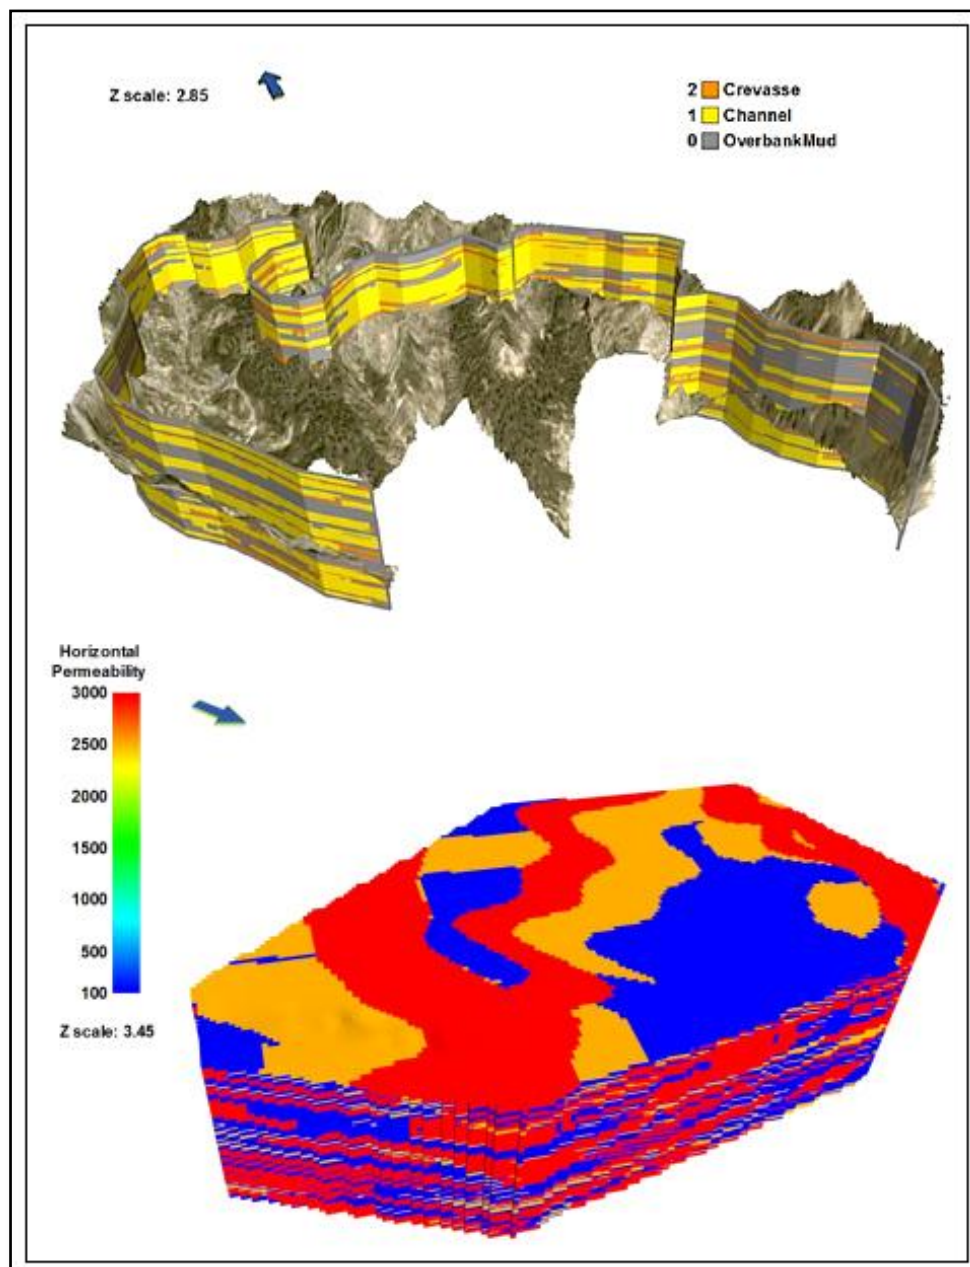 Z scale: 2.85
2 Crevasse
1 Channel
0 OverbankMud
Horizontal
Permeability
3000
2500
2000
1500
1000
500
100
Z scale: 3.45